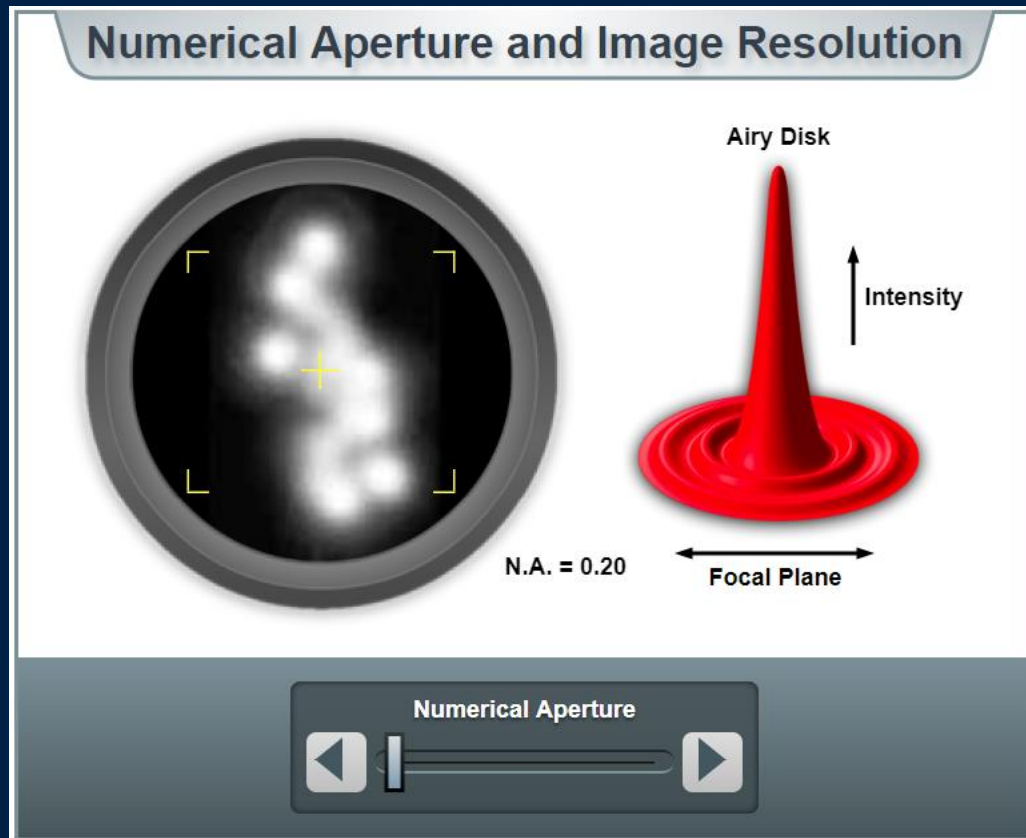 Numerical Aperture and Image Resolution
Airy Disk
Intensity
N.A. = 0.20
Focal Plane
Numerical Aperture